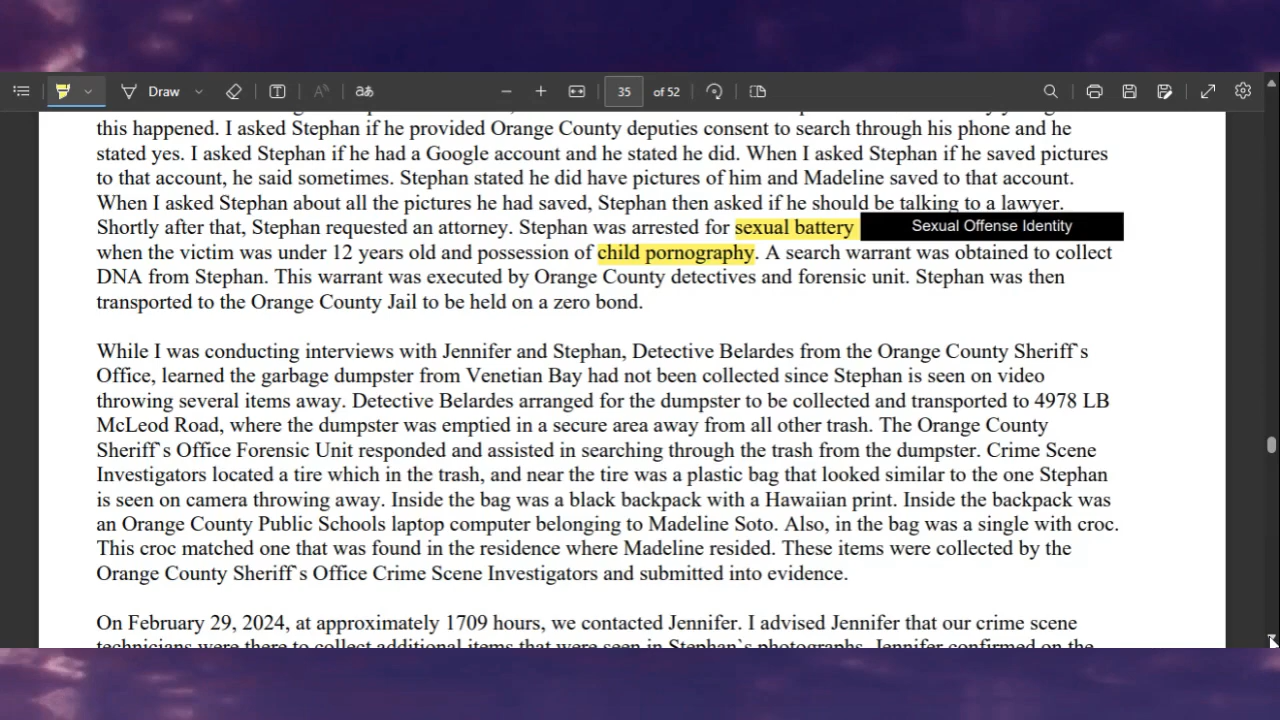 Draw
35 of 52
this happened. I asked Stephan if he provided Orange County deputies consent to search through his phone and he
stated yes. I asked Stephan if he had a Google account and he stated he did. When I asked Stephan if he saved pictures
to that account, he said sometimes. Stephan stated he did have pictures of him and Madeline saved to that account.
When I asked Stephan about all the pictures he had saved, Stephan then asked if he should be talking to a lawyer.
Shortly after that, Stephan requested an attorney. Stephan was arrested for sexual battery Sexual Offense Identity
when the victim was under 12 years old and possession of child pornography. A search warrant was obtained to collect
DNA from Stephan. This warrant was executed by Orange County detectives and forensic unit. Stephan was then
transported to the Orange County Jail to be held on a zero bond.
While I was conducting interviews with Jennifer and Stephan, Detective Belardes from the Orange County Sheriff`s
Office, learned the garbage dumpster from Venetian Bay had not been collected since Stephan is seen on video
throwing several items away. Detective Belardes arranged for the dumpster to be collected and transported to 4978 LB
McLeod Road, where the dumpster was emptied in a secure area away from all other trash. The Orange County
Sheriff`s Office Forensic Unit responded and assisted in searching through the trash from the dumpster. Crime Scene
Investigators located a tire which in the trash, and near the tire was a plastic bag that looked similar to the one Stephan
is seen on camera throwing away. Inside the bag was a black backpack with a Hawaiian print. Inside the backpack was
an Orange County Public Schools laptop computer belonging to Madeline Soto. Also, in the bag was a single with croc.
This croc matched one that was found in the residence where Madeline resided. These items were collected by the
Orange County Sheriff`s Office Crime Scene Investigators and submitted into evidence.
On February 29, 2024, at approximately 1709 hours, we contacted Jennifer. I advised Jennifer that our crime scene
technicians were there to collect additional items that were seen in Stephan`s photographs. Jennifer confirmed on the